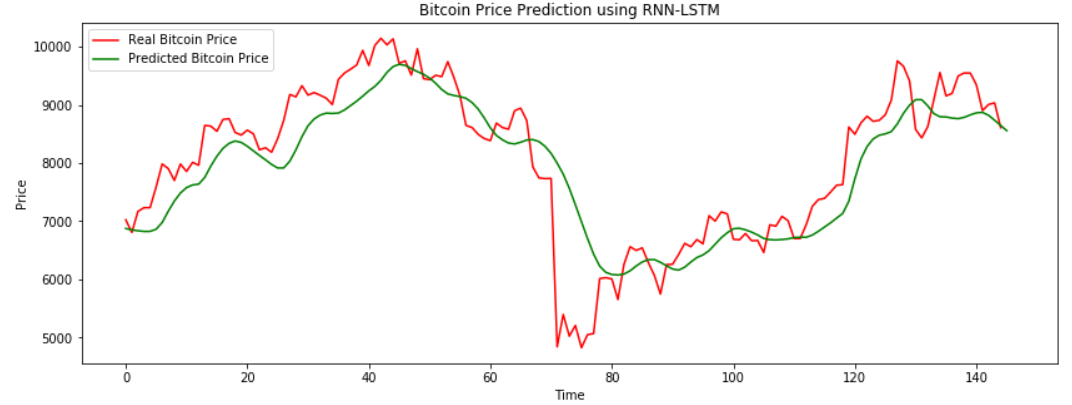 Bitcoin Price Prediction using RNN-LSTM
Real Bitcoin Price
Predicted Bitcoin Price
10000
9000
8000
7000
6000
5000
Price
0 20 40 60 80 100 120 140
Time